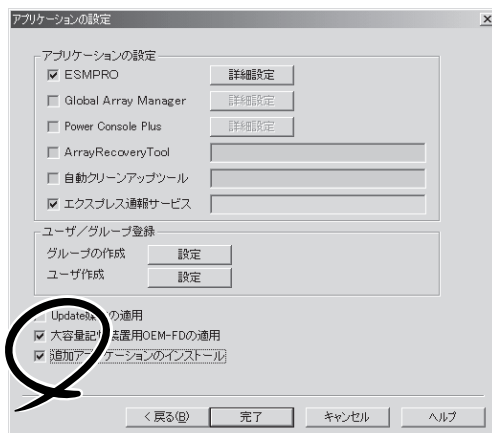 アプリケーションの設定
アプリケーションの設定
ESMPRO 詳細設定
Global Array Manager 詳細設定
Power Console Plus 詳細設定
ArrayRecoveryTool
自動クリーンアップツール
エクスプレス通報サービス
ユーザ/グループ登録
グループの作成 設定
ユーザ作成 設定
Update の適用
大容量記憶装置用OEM-FDの適用
追加アプリケーションのインストール
< 戻る(B) 完了 キャンセル ヘルプ